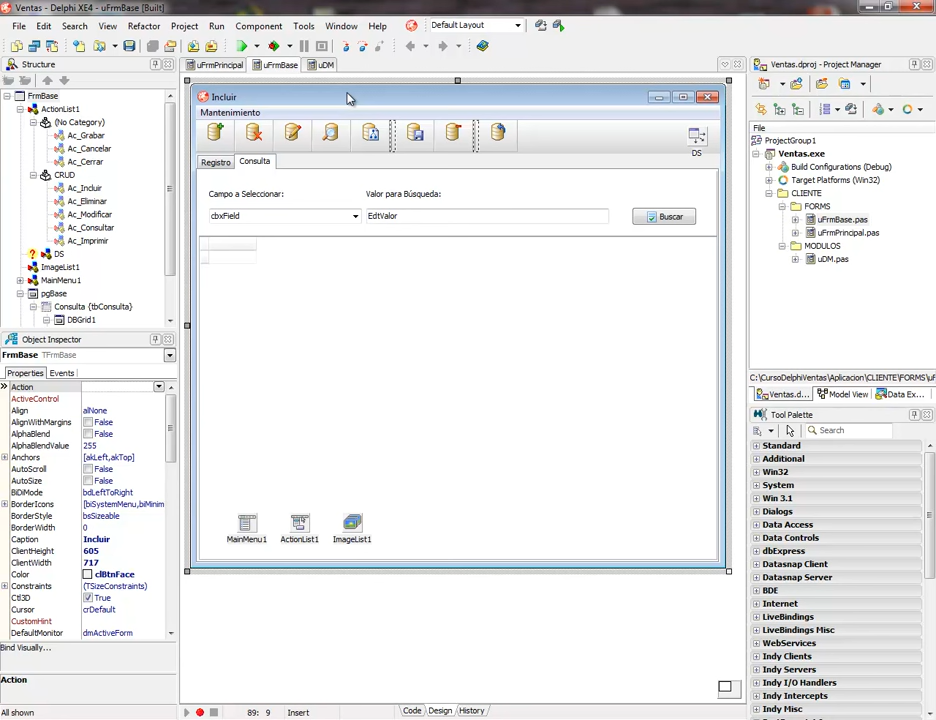 Ventas - Delphi XE4 - uFrmBase [Built]
File Edit Search View Refactor Project Run Component Tools Window Help
Default Layout
Structure
uFrmPrincipal uFrmBase uDM
Ventas.dproj - Project Manager
FrmBase
ActionList1
(No Category)
Ac_Grabar
Ac_Cancelar
Ac_Cerrar
CRUD
Ac_Incluir
Ac_Eliminar
Ac_Modificar
Ac_Consultar
Ac_Imprimir
DS
ImageList1
MainMenu1
pgBase
Consulta {tbConsulta}
DBGrid1
Incluir
Mantenimiento
DS
Registro Consulta
Campo a Seleccionar: Valor para Búsqueda:
cbxField EdtValor Buscar
MainMenu1 ActionList1 ImageList1
File
ProjectGroup1
Ventas.exe
Build Configurations (Debug)
Target Platforms (Win32)
CLIENTE
FORMS
uFrmBase.pas
uFrmPrincipal.pas
MODULOS
uDM.pas
Object Inspector
FrmBase TFrmBase
Properties Events
Action
ActiveControl
Align alNone
AlignWithMargins False
AlphaBlend False
AlphaBlendValue 255
Anchors [akLeft,akTop]
AutoScroll False
AutoSize False
BiDiMode bdLeftToRight
BorderIcons [biSystemMenu,biMinim
BorderStyle bsSizeable
BorderWidth 0
Caption Incluir
ClientHeight 605
ClientWidth 717
Color clBtnFace
Constraints (TSizeConstraints)
Ctl3D True
Cursor crDefault
CustomHint
DefaultMonitor dmActiveForm
Bind Visually...
Action
All shown
C:\CursoDelphiVentas\Aplicacion\CLIENTE\FORMS\uF
Ventas.d... Model View Data Ex...
Tool Palette
Search
Standard
Additional
Win32
System
Win 3.1
Dialogs
Data Access
Data Controls
dbExpress
Datasnap Client
Datasnap Server
BDE
Internet
LiveBindings
LiveBindings Misc
WebServices
Indy Clients
Indy Servers
Indy I/O Handlers
Indy Intercepts
Indy Misc
89: 9 Insert Code Design History